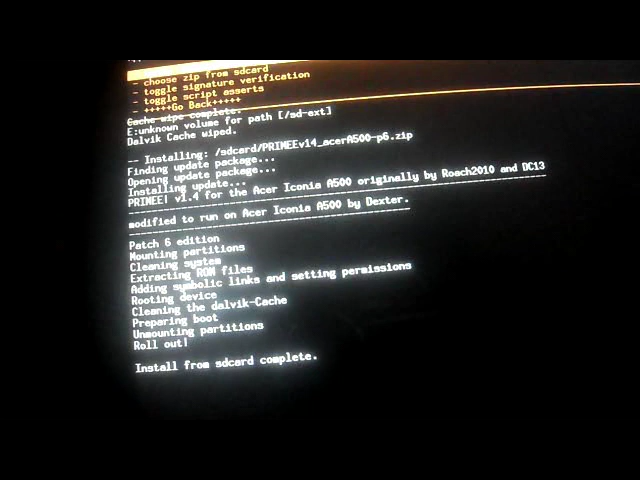 - choose zip from sdcard
- toggle signature verification
- toggle script asserts
- +++++Go Back+++++
Cache wipe complete.
E:unknown volume for path [/sd-ext]
Dalvik Cache wiped.
-- Installing: /sdcard/PRIMEEv14_acerA500-p6.zip
Finding update package...
Opening update package...
Installing update...
PRIMEE! v1.4 for the Acer Iconia A500 originally by Roach2010 and DC13
modified to run on Acer Iconia A500 by Dexter.
Patch 6 edition
Mounting partitions
Cleaning system
Extracting ROM files
Adding symbolic links and setting permissions
Rooting device
Cleaning the dalvik-Cache
Preparing boot
Unmounting partitions
Roll out!
Install from sdcard complete.